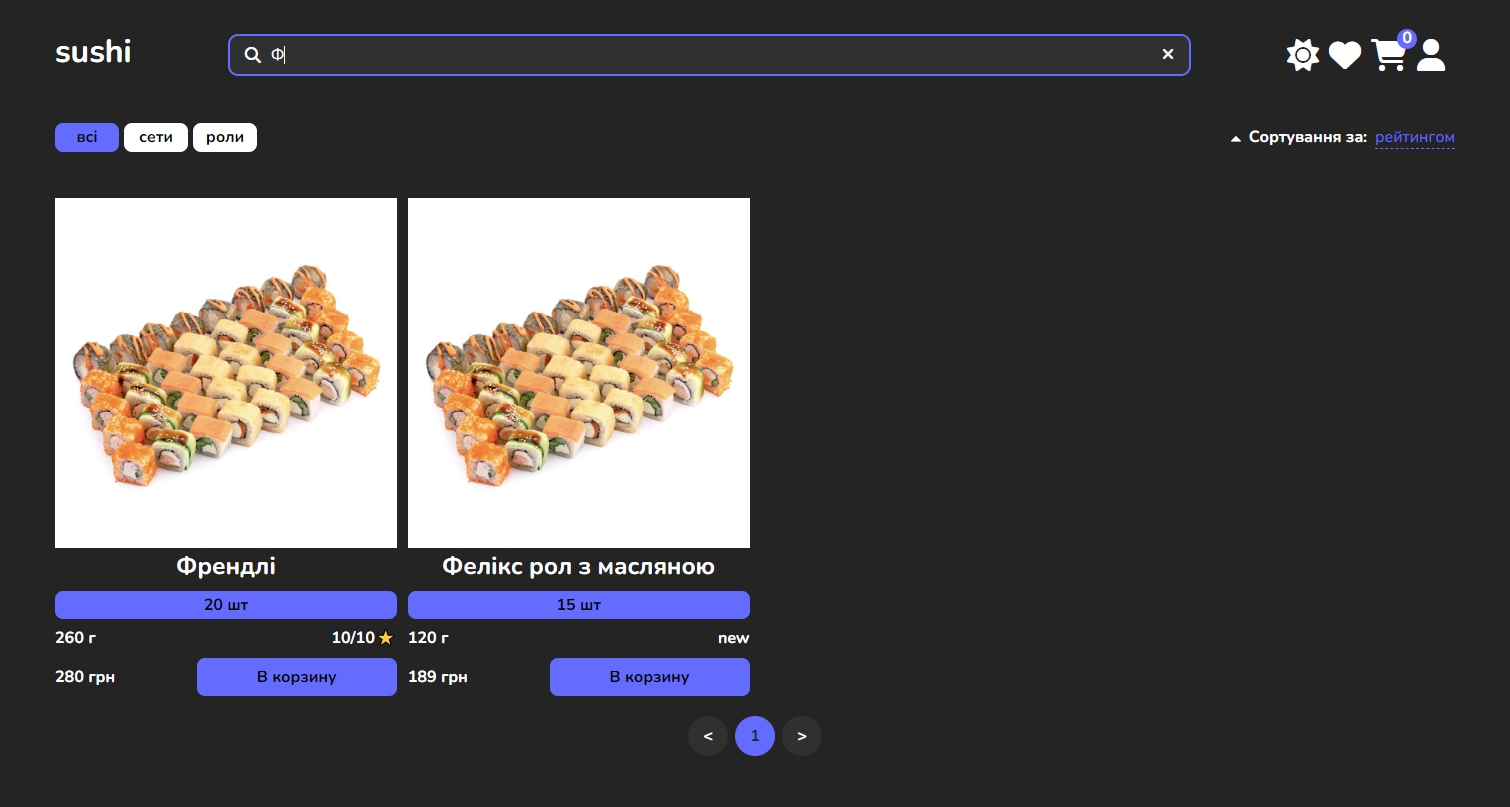 sushi
Ф
0
всі
сети
роли
Сортування за: рейтингом
Френдлі
20 шт
260 г
10/10
280 грн
В корзину
Фелікс рол з масляною
15 шт
120 г
new
189 грн
В корзину
< 1 >